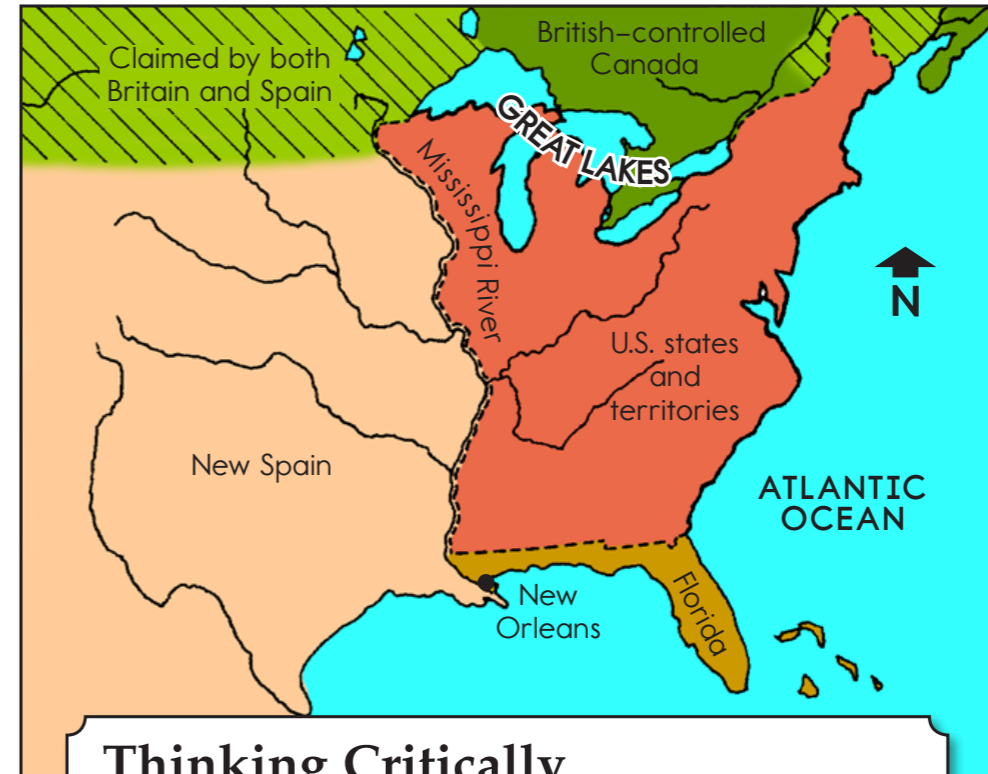 Claimed by both
Britain and Spain
British–controlled
Canada
GREAT LAKES
Mississippi River
N
U.S. states
and
territories
New Spain
ATLANTIC
OCEAN
New
Orleans
Florida
Thinking Critically